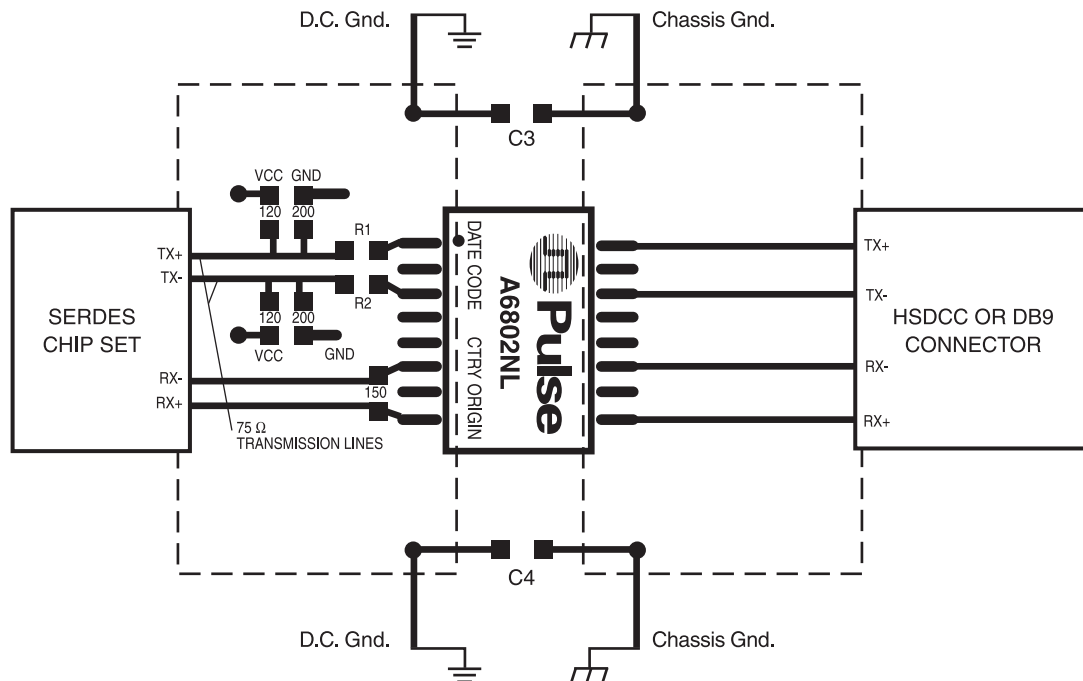 D.C. Gnd.
Chassis Gnd.
C3
VCC GND
120 200
R1
TX+
TX-
R2
120 200
VCC GND
SERDES
CHIP SET
RX-
RX+
150
75 Ω
TRANSMISSION LINES
DATE CODE CTRY ORIGIN
A6802NL
Pulse
TX+
TX-
HSDCC OR DB9
CONNECTOR
RX-
RX+
C4
D.C. Gnd.
Chassis Gnd.